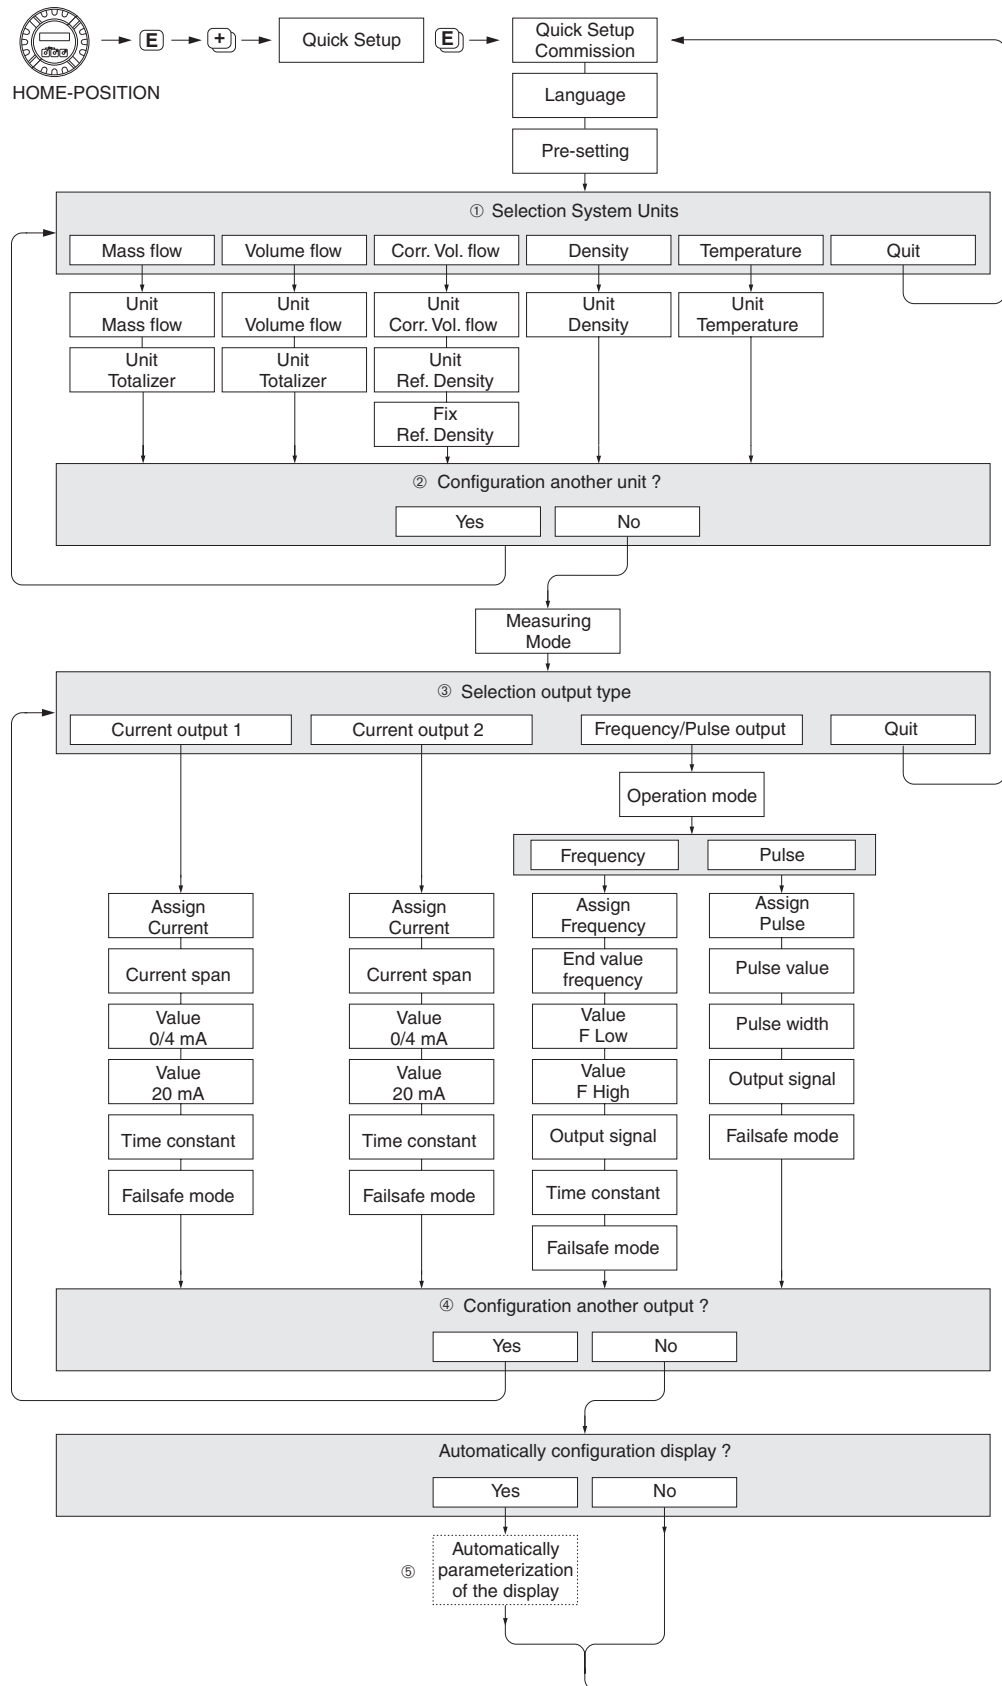 E
+
Quick Setup
E
Quick Setup
Commission
HOME-POSITION
Language
Pre-setting
① Selection System Units
Mass flow
Volume flow
Corr. Vol. flow
Density
Temperature
Quit
Unit
Mass flow
Unit
Volume flow
Unit
Corr. Vol. flow
Unit
Density
Unit
Temperature
Unit
Totalizer
Unit
Totalizer
Unit
Ref. Density
Fix
Ref. Density
② Configuration another unit ?
Yes
No
Measuring
Mode
③ Selection output type
Current output 1
Current output 2
Frequency/Pulse output
Quit
Operation mode
Frequency
Pulse
Assign
Current
Current span
Value
0/4 mA
Value
20 mA
Time constant
Failsafe mode
Assign
Current
Current span
Value
0/4 mA
Value
20 mA
Time constant
Failsafe mode
Assign
Frequency
End value
frequency
Value
F Low
Value
F High
Output signal
Time constant
Failsafe mode
Assign
Pulse
Pulse value
Pulse width
Output signal
Failsafe mode
④ Configuration another output ?
Yes
No
Automatically configuration display ?
Yes
No
⑤
Automatically
parameterization
of the display